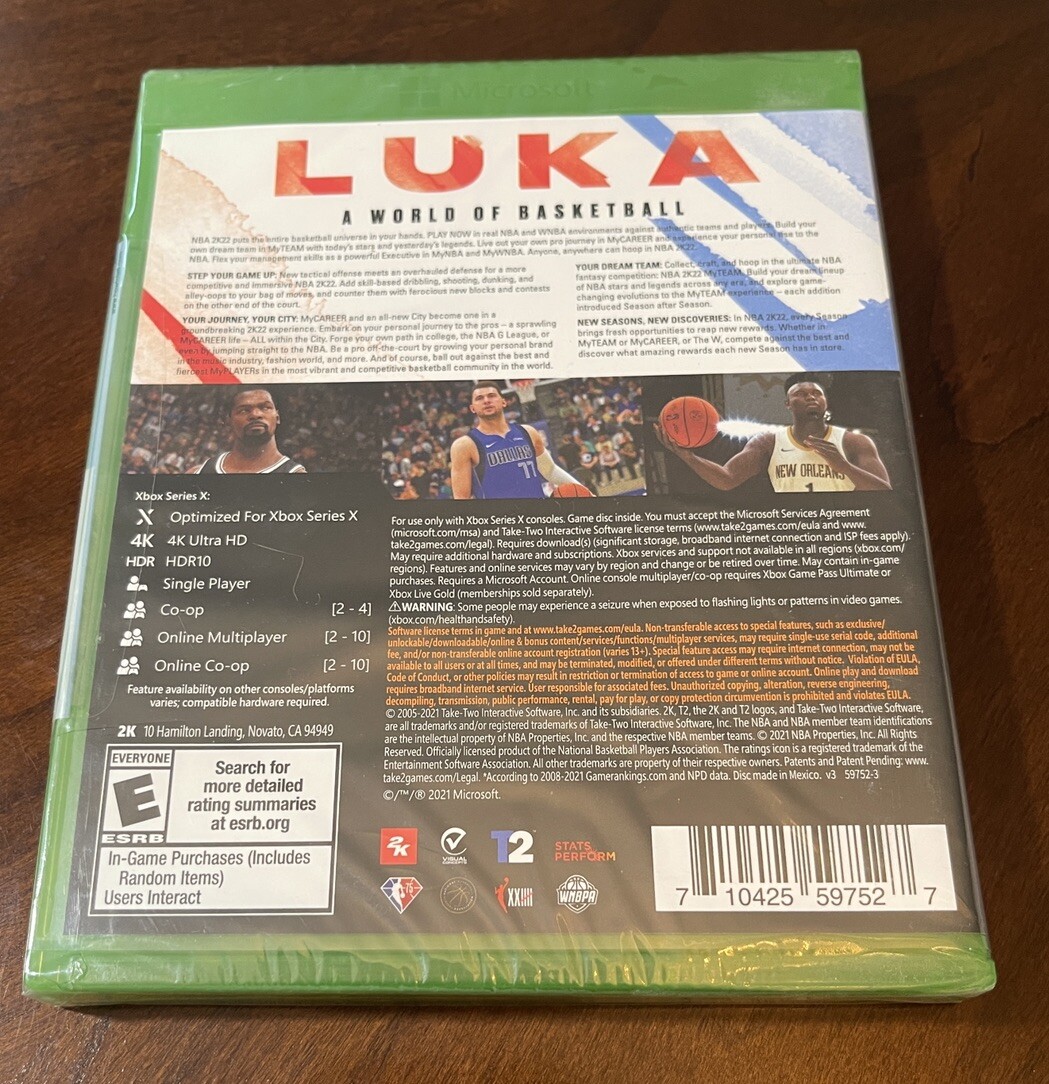 Microsoft
LUKA
A WORLD OF BASKETBALL
NBA 2K22 puts the entire basketball universe in your hands. PLAY NOW in real NBA and WNBA environments against authentic teams and players. Build your
own dream team in MyTEAM with today's stars and yesterday's legends. Live out your own pro journey in MyCAREER and experience your personal rise to the
NBA. Flex your management skills as a powerful Executive in MyNBA and MyWNBA. Anyone, anywhere can hoop in NBA 2K22.
STEP YOUR GAME UP: New tactical offense meets an overhauled defense for a more
competitive and immersive NBA 2K22. Add skill-based dribbling, shooting, dunking, and
alley-oops to your bag of moves, and counter them with ferocious new blocks and contests
on the other end of the court.
YOUR JOURNEY, YOUR CITY: MyCAREER and an all-new City become one in a
groundbreaking 2K22 experience. Embark on your personal journey to the pros – a sprawling
MyCAREER life – ALL within the City. Forge your own path in college, the NBA G League, or
even by jumping straight to the NBA. Be a pro off-the-court by growing your personal brand
in the music industry, fashion world, and more. And of course, ball out against the best and
fiercest MyPLAYERs in the most vibrant and competitive basketball community in the world.
YOUR DREAM TEAM: Collect, craft, and hoop in the ultimate NBA
fantasy competition: NBA 2K22 MyTEAM. Build your dream lineup
of NBA stars and legends across any era, and explore game-
changing evolutions to the MyTEAM experience – each addition
introduced Season after Season.
NEW SEASONS, NEW DISCOVERIES: In NBA 2K22, every Season
brings fresh opportunities to reap new rewards. Whether in
MyTEAM or MyCAREER, or The W, compete against the best and
discover what amazing rewards each new Season has in store.
DALLAS
77
NEW ORLEANS
1
Xbox Series X:
X Optimized For Xbox Series X
4K 4K Ultra HD
HDR HDR10
Single Player
Co-op [2 - 4]
Online Multiplayer [2 - 10]
Online Co-op [2 - 10]
Feature availability on other consoles/platforms
varies; compatible hardware required.
2K 10 Hamilton Landing, Novato, CA 94949
For use only with Xbox Series X consoles. Game disc inside. You must accept the Microsoft Services Agreement
(microsoft.com/msa) and Take-Two Interactive Software license terms (www.take2games.com/eula and www.
take2games.com/legal). Requires download(s) (significant storage, broadband internet connection and ISP fees apply).
May require additional hardware and subscriptions. Xbox services and support not available in all regions (xbox.com/
regions). Features and online services may vary by region and change or be retired over time. May contain in-game
purchases. Requires a Microsoft Account. Online console multiplayer/co-op requires Xbox Game Pass Ultimate or
Xbox Live Gold (memberships sold separately).
⚠WARNING: Some people may experience a seizure when exposed to flashing lights or patterns in video games.
(xbox.com/healthandsafety).
Software license terms in game and at www.take2games.com/eula. Non-transferable access to special features, such as exclusive/
unlockable/downloadable/online & bonus content/services/functions/multiplayer services, may require single-use serial code, additional
fee, and/or non-transferable online account registration (varies 13+). Special feature access may require internet connection, may not be
available to all users or at all times, and may be terminated, modified, or offered under different terms without notice. Violation of EULA,
Code of Conduct, or other policies may result in restriction or termination of access to game or online account. Online play and download
requires broadband internet service. User responsible for associated fees. Unauthorized copying, alteration, reverse engineering,
decompiling, transmission, public performance, rental, pay for play, or copy protection circumvention is prohibited and violates EULA.
© 2005-2021 Take-Two Interactive Software, Inc. and its subsidiaries. 2K, T2, the 2K and T2 logos, and Take-Two Interactive Software,
are all trademarks and/or registered trademarks of Take-Two Interactive Software, Inc. The NBA and NBA member team identifications
are the intellectual property of NBA Properties, Inc. and the respective NBA member teams. © 2021 NBA Properties, Inc. All Rights
Reserved. Officially licensed product of the National Basketball Players Association. The ratings icon is a registered trademark of the
Entertainment Software Association. All other trademarks are property of their respective owners. Patents and Patents Pending: www.
take2games.com/Legal. *According to 2008-2021 Gamerankings.com and NPD data. Disc made in Mexico. v3 59752-3
©/™/® 2021 Microsoft.
EVERYONE
E
ESRB
Search for
more detailed
rating summaries
at esrb.org
In-Game Purchases (Includes
Random Items)
Users Interact
2K
VISUAL
CONCEPTS
T2
STATS
PERFORM
75
XXIIIII
WNBPA
7 10425 59752 7